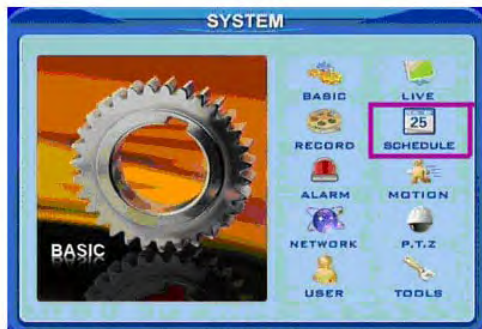 SYSTEM
BASIC
LIVE
25
RECORD
SCHEDULE
ALARM
MOTION
NETWORK
P.T.Z
USER
TOOLS
BASIC